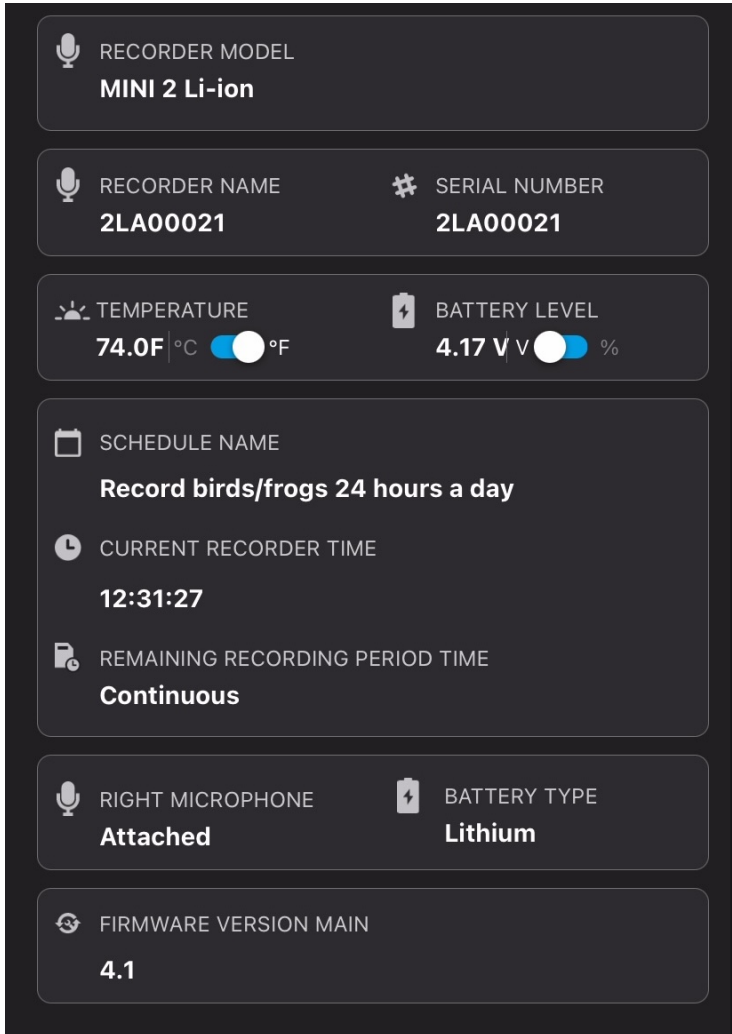 RECORDER MODEL
MINI 2 Li-ion
RECORDER NAME
2LA00021
SERIAL NUMBER
2LA00021
TEMPERATURE
74.0F °C °F
BATTERY LEVEL
4.17 V V %
SCHEDULE NAME
Record birds/frogs 24 hours a day
CURRENT RECORDER TIME
12:31:27
REMAINING RECORDING PERIOD TIME
Continuous
RIGHT MICROPHONE
Attached
BATTERY TYPE
Lithium
FIRMWARE VERSION MAIN
4.1